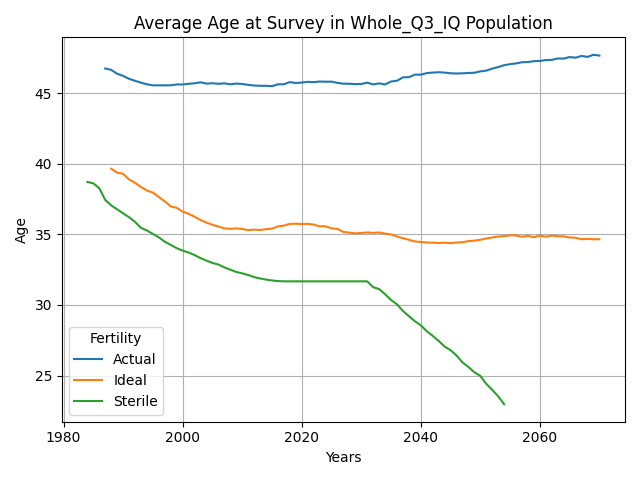 Average Age at Survey in Whole_Q3_IQ Population
Age
45
40
35
30
25
Fertility
Actual
Ideal
Sterile
1980
2000
2020
2040
2060
Years